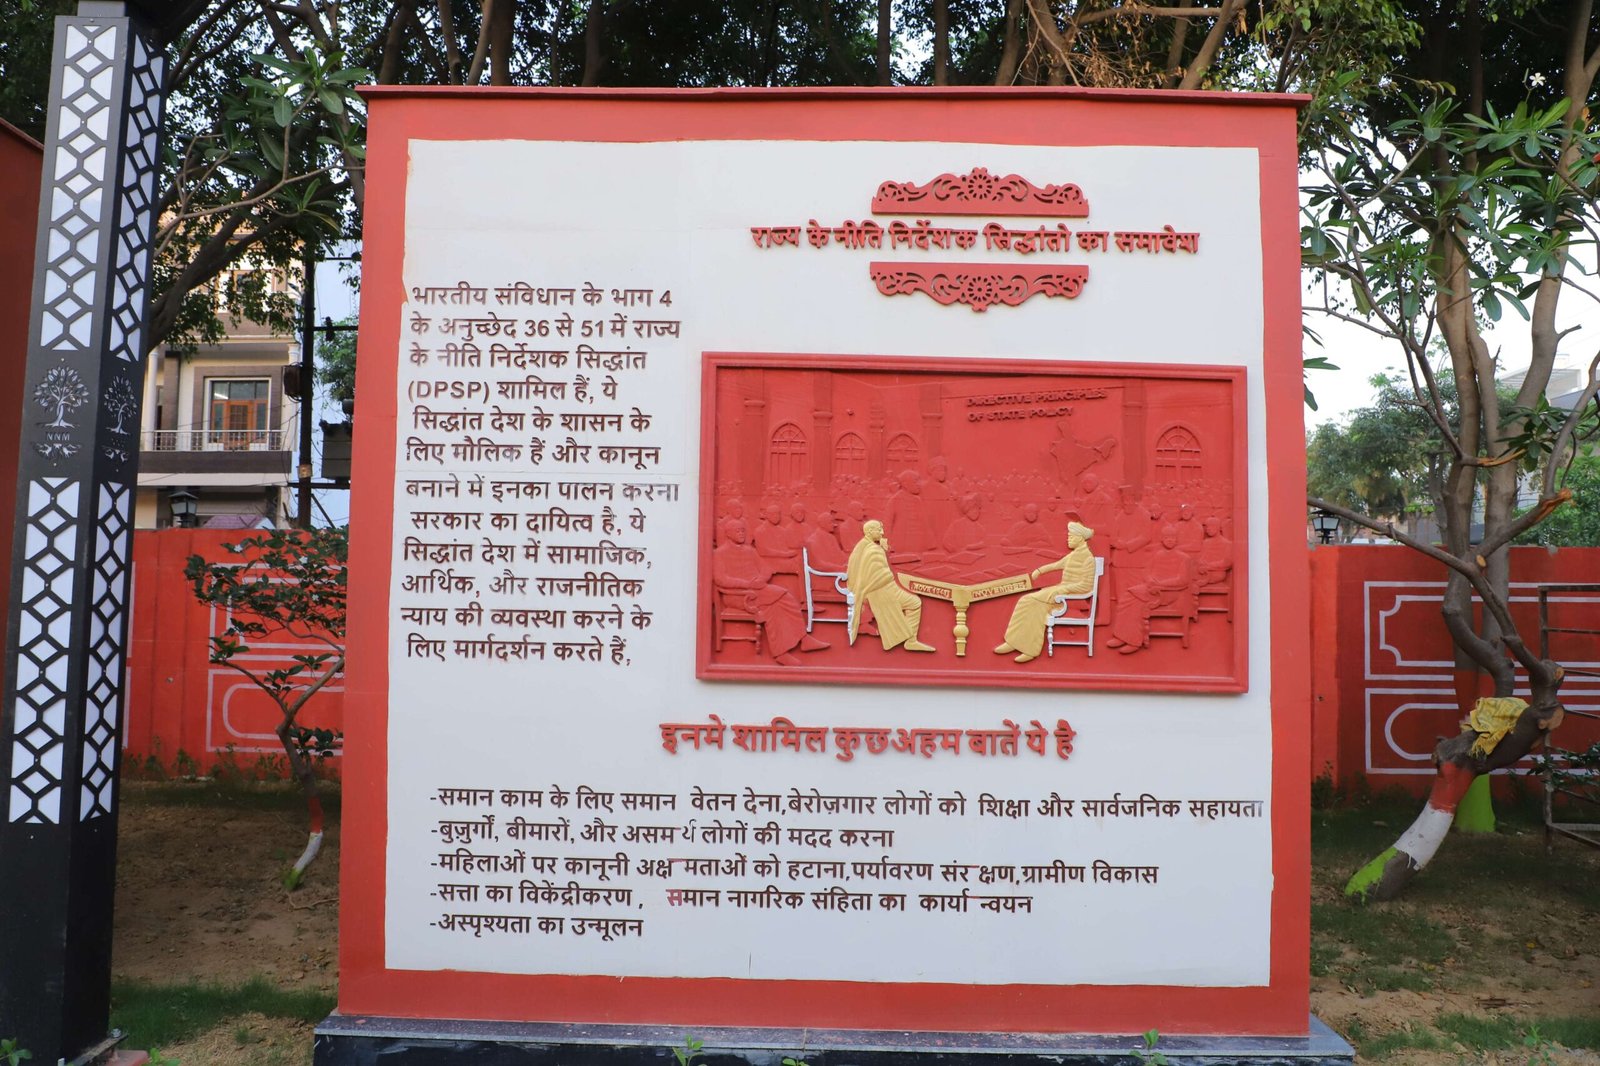 राज्य के नीति निर्देशक सिद्धांतो का समावेश
भारतीय संविधान के भाग 4
के अनुच्छेद 36 से 51 में राज्य
के नीति निर्देशक सिद्धांत
(DPSP) शामिल हैं, ये
सिद्धांत देश के शासन के
लिए मौलिक हैं और कानून
बनाने में इनका पालन करना
सरकार का दायित्व है, ये
सिद्धांत देश में सामाजिक,
आर्थिक, और राजनीतिक
न्याय की व्यवस्था करने के
लिए मार्गदर्शन करते हैं,
DIRECTIVE PRINCIPLES
OF STATE POLICY
इनमे शामिल कुछ अहम बातें ये है
-समान काम के लिए समान वेतन देना,बेरोज़गार लोगों को शिक्षा और सार्वजनिक सहायता
-बुज़ुर्गों, बीमारों, और असमर्थ लोगों की मदद करना
-महिलाओं पर कानूनी अक्षमताओं को हटाना,पर्यावरण संरक्षण,ग्रामीण विकास
-सत्ता का विकेंद्रीकरण , समान नागरिक संहिता का कार्यान्वयन
-अस्पृश्यता का उन्मूलन
NNM